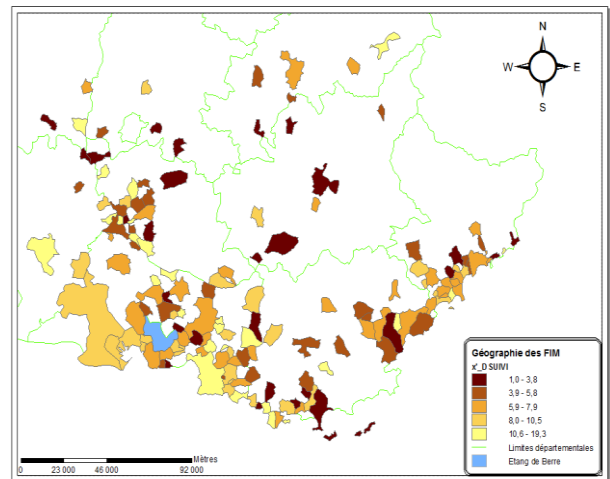 N
W E
S
Géographie des FIM
x'_DSUIVI
1,0 - 3,8
3,9 - 5,8
5,9 - 7,9
8,0 - 10,5
10,6 - 19,3
Limites départementales
Etang de Berre
Mètres
0 23 000 46 000 92 000